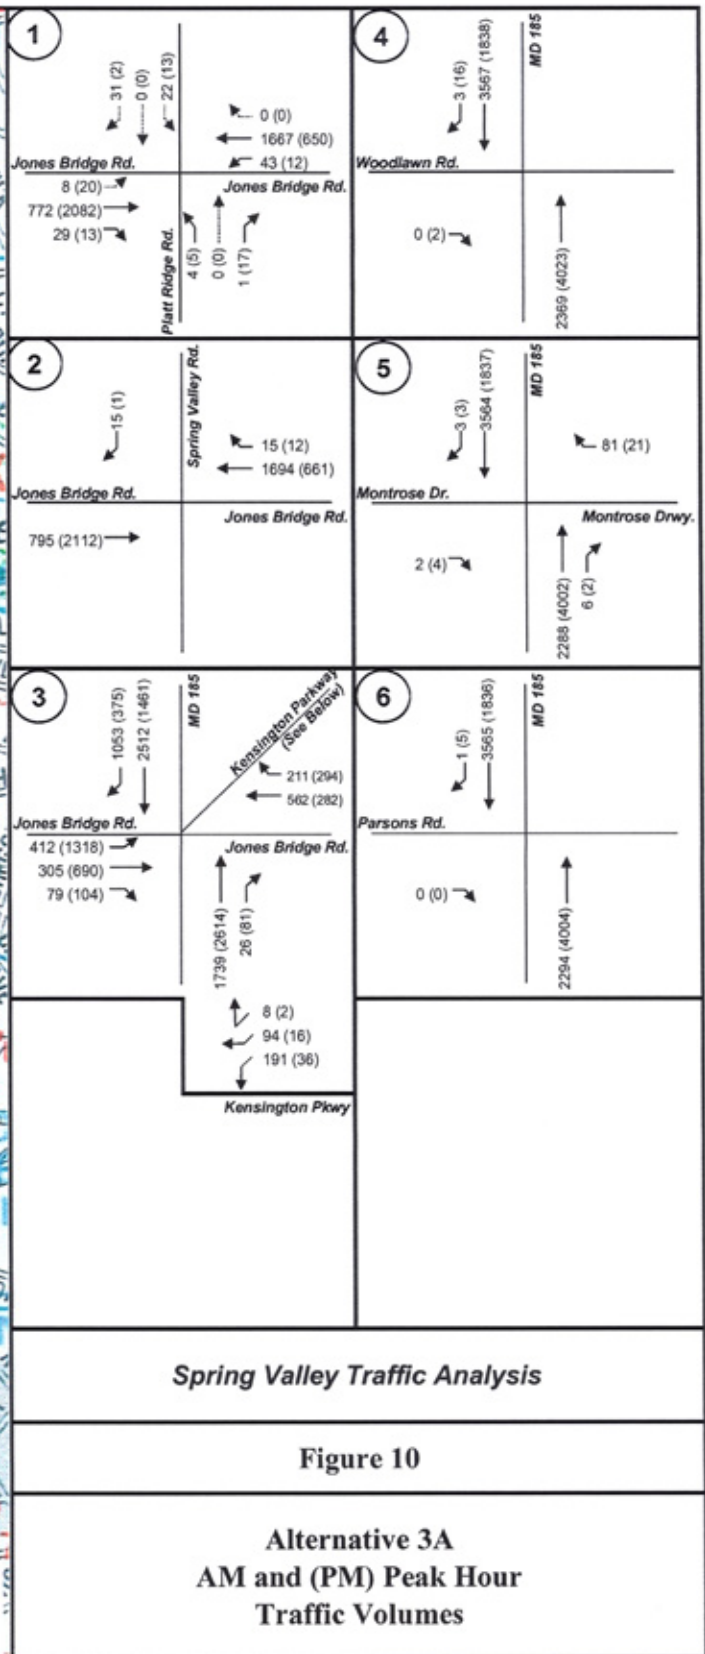 1
31 (2)
0 (0)
22 (13)
0 (0)
1667 (650)
43 (12)
Jones Bridge Rd.
Jones Bridge Rd.
8 (20)
772 (2082)
29 (13)
Platt Ridge Rd.
4 (5)
0 (0)
1 (17)
4
MD 185
3 (16)
3567 (1838)
Woodlawn Rd.
0 (2)
2369 (4023)
2
15 (1)
Spring Valley Rd.
15 (12)
1694 (661)
Jones Bridge Rd.
Jones Bridge Rd.
795 (2112)
5
MD 185
3 (3)
3564 (1837)
81 (21)
Montrose Dr.
Montrose Drwy.
2 (4)
2288 (4002)
6 (2)
3
1053 (375)
2512 (1461)
MD 185
Kensington Parkway
(See Below)
211 (294)
562 (282)
Jones Bridge Rd.
Jones Bridge Rd.
412 (1318)
305 (690)
79 (104)
1739 (2614)
26 (81)
8 (2)
94 (16)
191 (36)
Kensington Pkwy
6
MD 185
1 (5)
3565 (1836)
Parsons Rd.
0 (0)
2294 (4004)
Spring Valley Traffic Analysis
Figure 10
Alternative 3A
AM and (PM) Peak Hour
Traffic Volumes